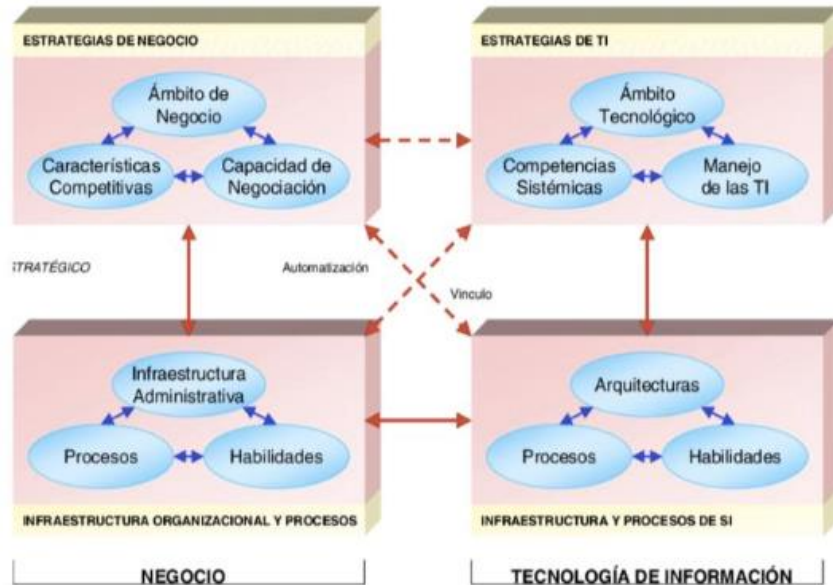 ESTRATEGIAS DE NEGOCIO
Ámbito de
Negocio
Características
Competitivas
Capacidad de
Negociación
ESTRATEGIAS DE TI
Ámbito
Tecnológico
Competencias
Sistémicas
Manejo
de las TI
STRATÉGICO
Automatización
Vinculo
Infraestructura
Administrativa
Procesos
Habilidades
INFRAESTRUCTURA ORGANIZACIONAL Y PROCESOS
Arquitecturas
Procesos
Habilidades
INFRAESTRUCTURA Y PROCESOS DE SI
NEGOCIO
TECNOLOGÍA DE INFORMACIÓN